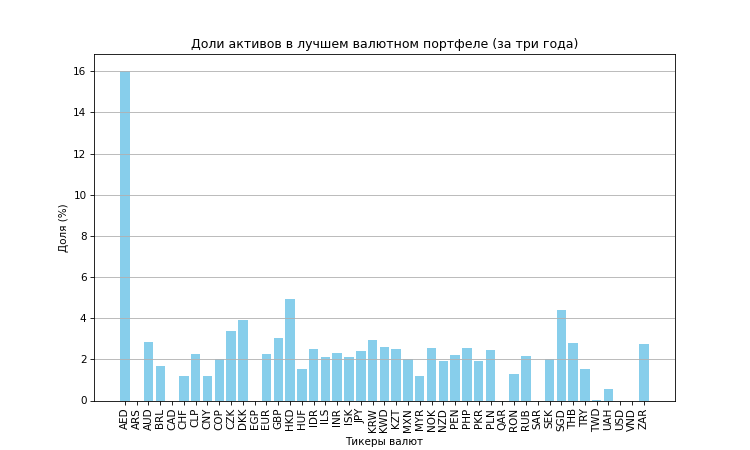 Доли активов в лучшем валютном портфеле (за три года)
Доля (%)
16
14
12
10
8
6
4
2
0
AED ARS AUD BRL CAD CHF CLP CNY COP CZK DKK EGP EUR GBP HKD HUF IDR ILS INR ISK JPY KRW KWD KZT MXN MYR NOK NZD PEN PHP PKR PLN QAR RON RUB SAR SEK SGD THB TRY TWD UAH USD VND ZAR
Тикеры валют